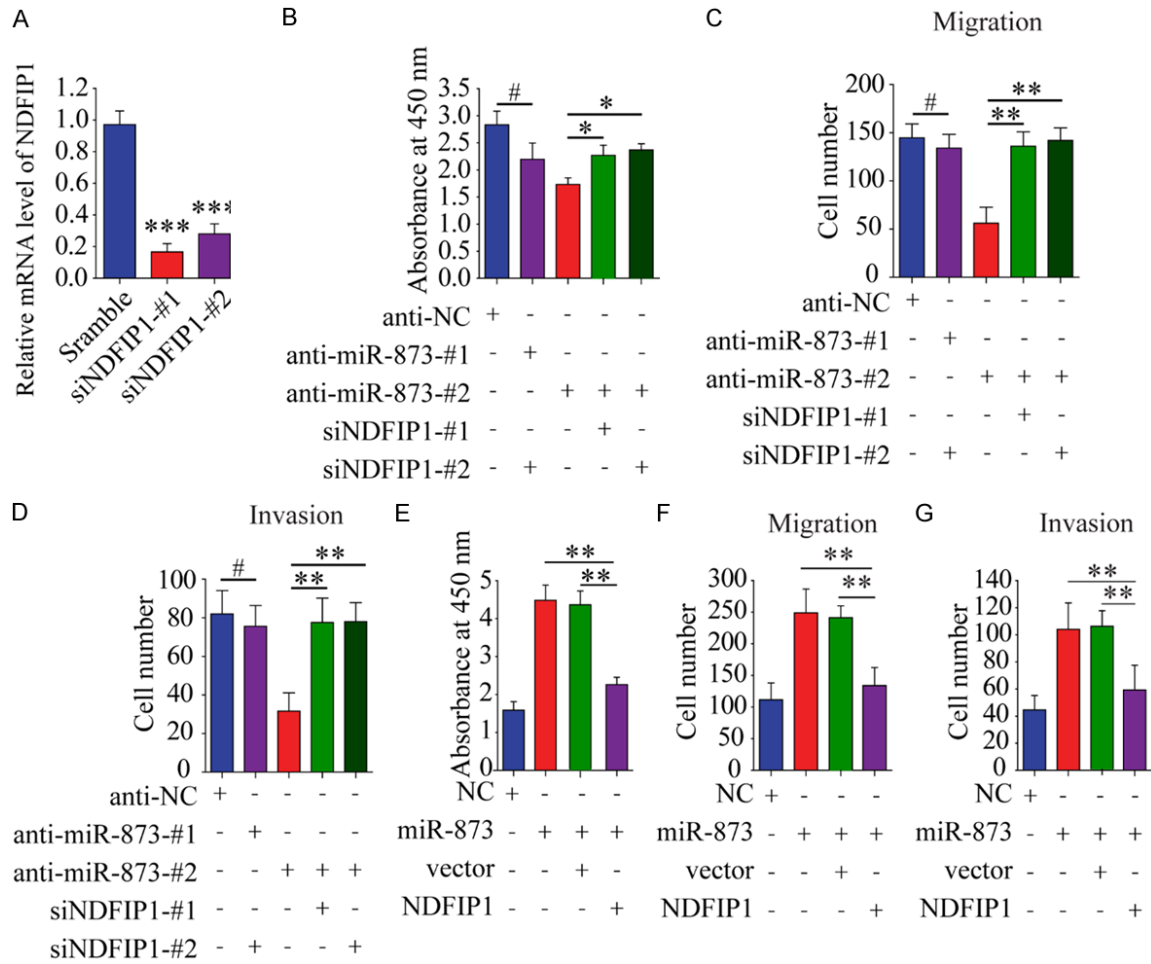 A
Relative mRNA level of NDFIP1
1.2
1.0
0.8
0.6
0.4
0.2
0
***
***
Sramble
siNDFIP1-#1
siNDFIP1-#2
B
Absorbance at 450 nm
3.5
3.0
2.5
2.0
1.5
1.0
0.5
0
#
*
*
anti-NC + - - - -
anti-miR-873-#1 - + - - -
anti-miR-873-#2 - - + + +
siNDFIP1-#1 - - - + -
siNDFIP1-#2 - + - - +
C
Migration
Cell number
200
150
100
50
0
#
**
**
anti-NC + - - - -
anti-miR-873-#1 - + - - -
anti-miR-873-#2 - - + + +
siNDFIP1-#1 - - - + -
siNDFIP1-#2 - + - - +
D
Invasion
Cell number
100
80
60
40
20
0
#
**
**
anti-NC + - - - -
anti-miR-873-#1 - + - - -
anti-miR-873-#2 - - + + +
siNDFIP1-#1 - - - + -
siNDFIP1-#2 - + - - +
E
Absorbance at 450 nm
5
4
3
2
1
0
**
**
NC + - - -
miR-873 - + + +
vector - - + -
NDFIP1 - - - +
F
Migration
Cell number
300
250
200
150
100
50
0
**
**
NC + - - -
miR-873 - + + +
vector - - + -
NDFIP1 - - - +
G
Invasion
Cell number
140
120
100
80
60
40
20
0
**
**
NC + - - -
miR-873 - + + +
vector - - + -
NDFIP1 - - - +